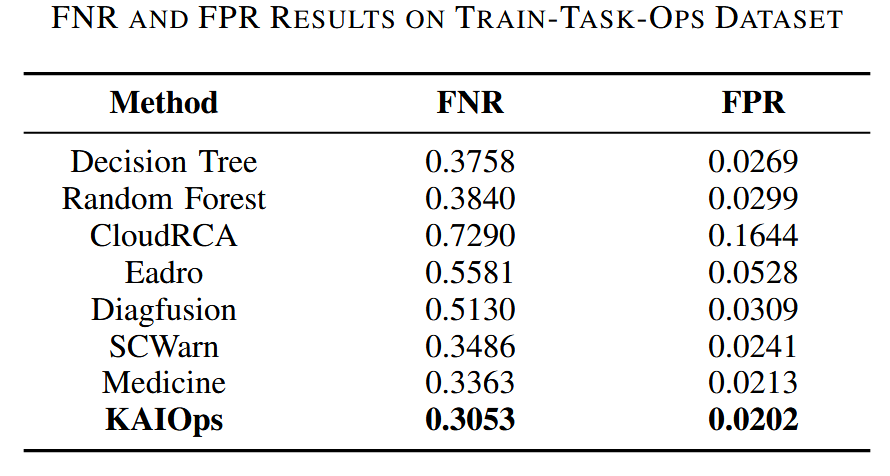 FNR AND FPR RESULTS ON TRAIN-TASK-OPS DATASET
Method FNR FPR
Decision Tree 0.3758 0.0269
Random Forest 0.3840 0.0299
CloudRCA 0.7290 0.1644
Eadro 0.5581 0.0528
Diagfusion 0.5130 0.0309
SCWarn 0.3486 0.0241
Medicine 0.3363 0.0213
KAIOps 0.3053 0.0202